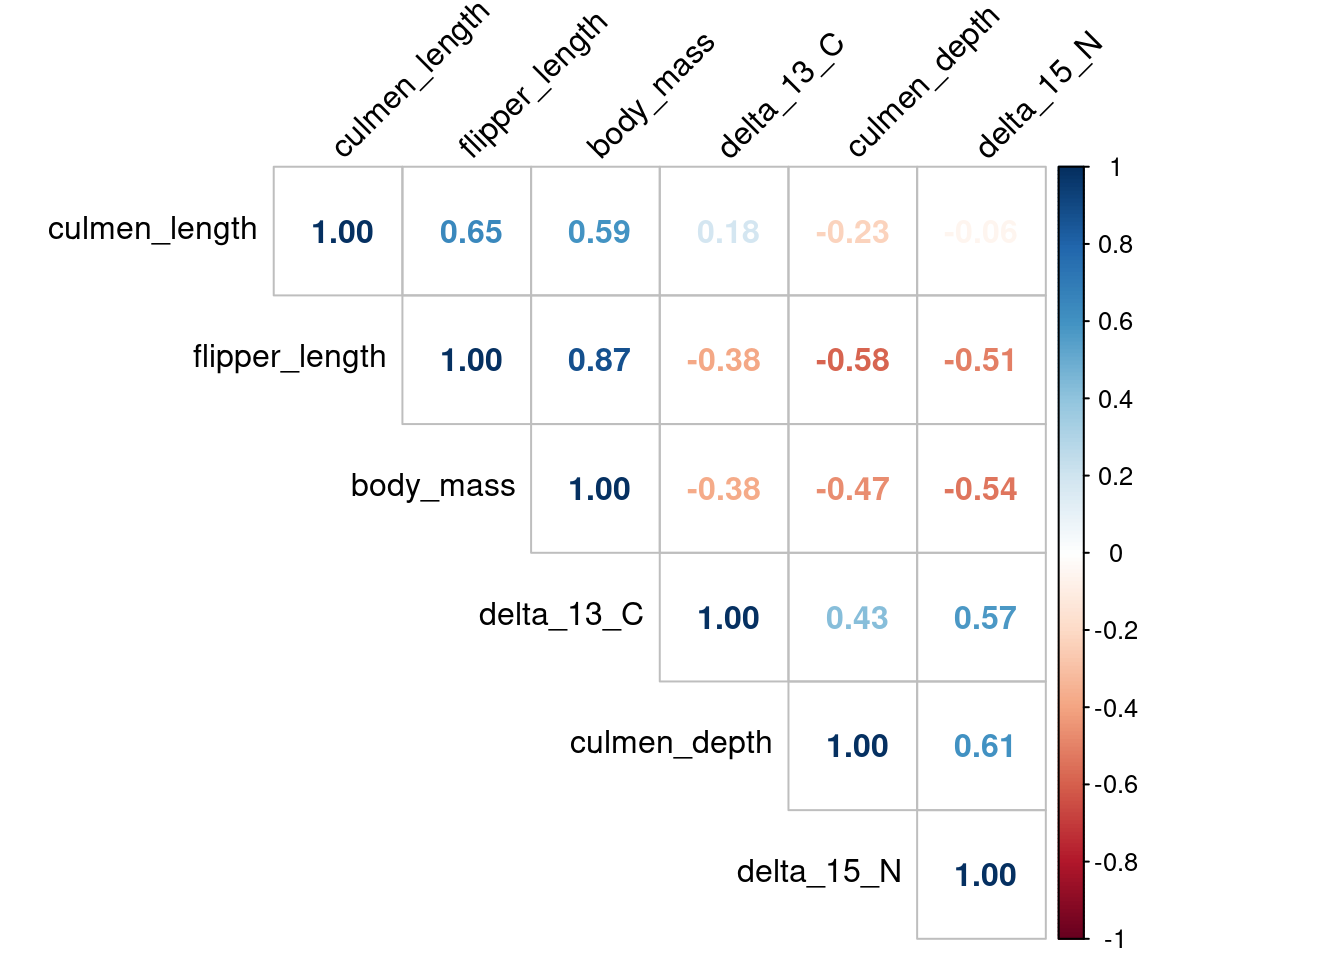 culmen_length flipper_length body_mass delta_13_C culmen_depth delta_15_N
culmen_length 1.00 0.65 0.59 0.18 -0.23 -0.06
flipper_length 1.00 0.87 -0.38 -0.58 -0.51
body_mass 1.00 -0.38 -0.47 -0.54
delta_13_C 1.00 0.43 0.57
culmen_depth 1.00 0.61
delta_15_N 1.00
1
0.8
0.6
0.4
0.2
0
-0.2
-0.4
-0.6
-0.8
-1